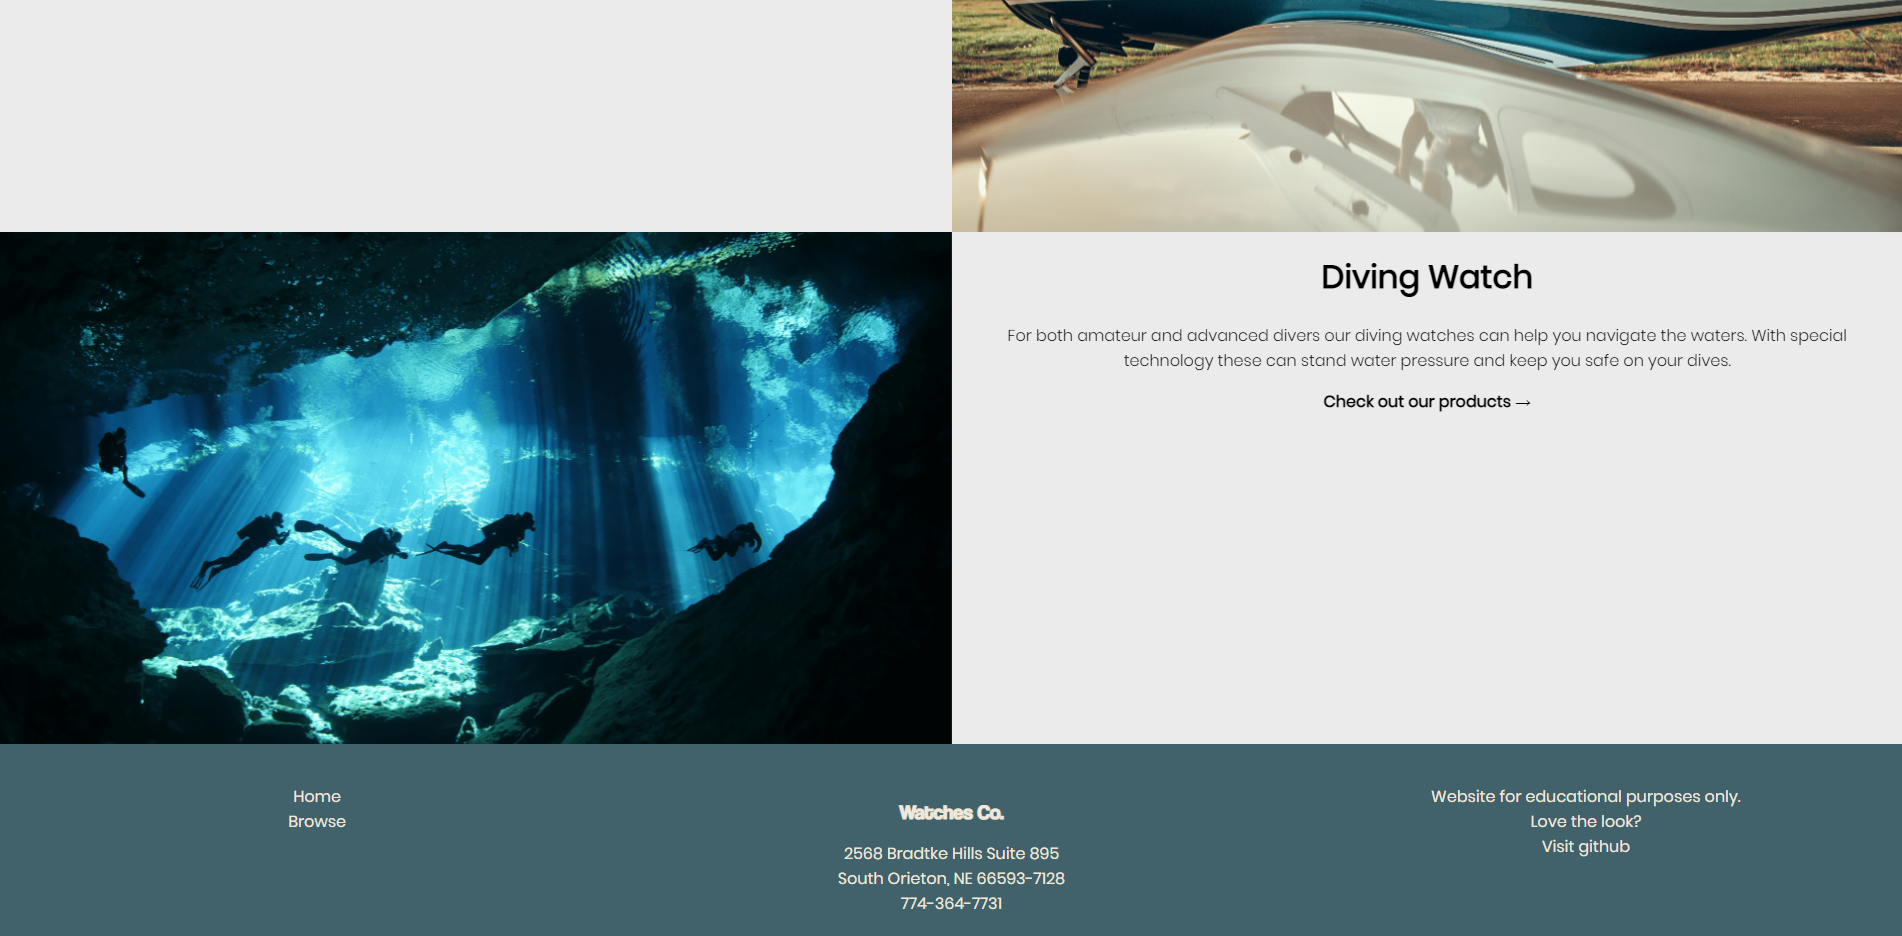 Diving Watch
For both amateur and advanced divers our diving watches can help you navigate the waters. With special
technology these can stand water pressure and keep you safe on your dives.
Check out our products →
Home
Browse
Watches Co.
2568 Bradtke Hills Suite 895
South Orieton, NE 66593-7128
774-364-7731
Website for educational purposes only.
Love the look?
Visit github